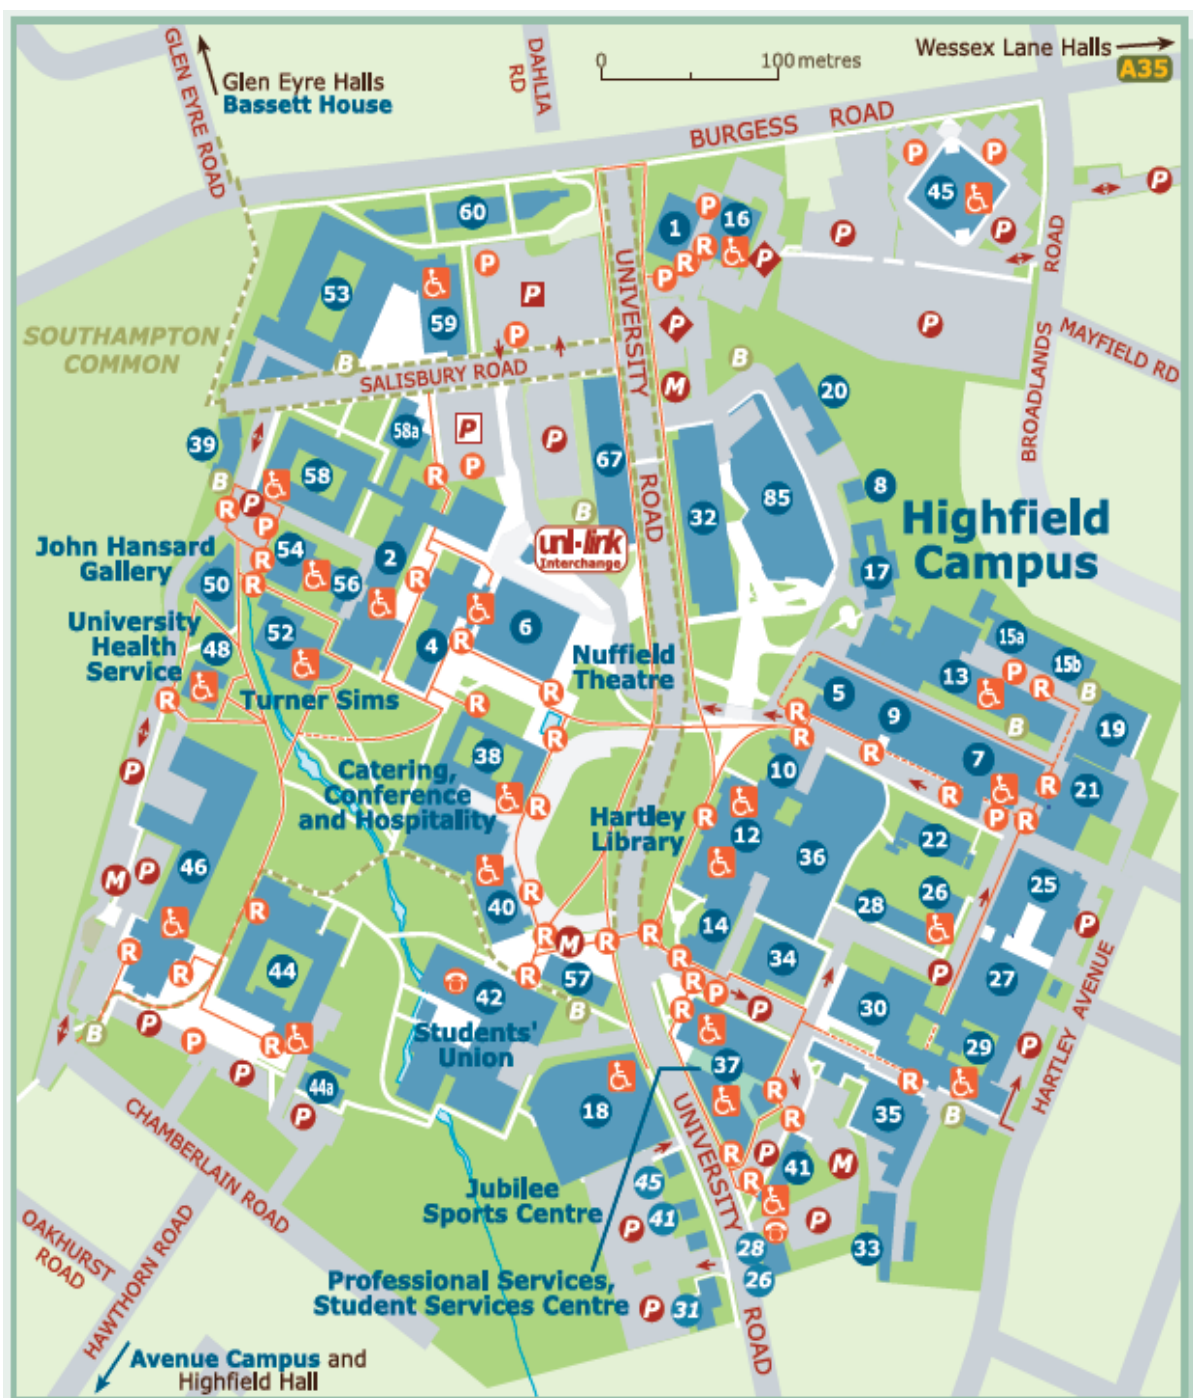 Wessex Lane Halls
A35
0
100 metres
GLEN EYRE ROAD
Glen Eyre Halls
Bassett House
DAHLIA
RD
BURGESS ROAD
P
P
45
P
P
P
60
1
P
16
R
R
P
P
UNIVERSITY
ROAD
53
P
P
59
P
P
P
P
SOUTHAMPTON
COMMON
B
SALISBURY ROAD
M
B
20
MAYFIELD RD
BROADLANDS
ROAD
39
58a
P
P
P
67
B
R
P
P
58
R
32
85
8
B
uni-link
Interchange
Highfield
Campus
John Hansard
Gallery
50
54
R
R
56
2
R
17
University
Health
Service
48
52
4
6
R
15a
15b
Nuffield
Theatre
13
P
R
B
B
19
Turner Sims
R
R
R
5
9
7
R
R
R
R
38
R
10
R
R
21
P
Catering,
Conference
and Hospitality
R
Hartley
Library
R
12
36
22
P
R
46
M
P
40
R
28
26
25
P
R
R
R
44
R
M
R
R
14
34
R
R
57
B
42
Students'
Union
R
R
P
P
30
P
27
29
P
HARTLEY AVENUE
B
P
P
R
P
44a
P
18
37
R
R
R
35
B
CHAMBERLAIN ROAD
UNIVERSITY
ROAD
R
P
41
M
R
P
33
Jubilee
Sports Centre
45
41
P
28
26
31
P
Professional Services,
Student Services Centre
OAKHURST
ROAD
HAWTHORN ROAD
Avenue Campus and
Highfield Hall